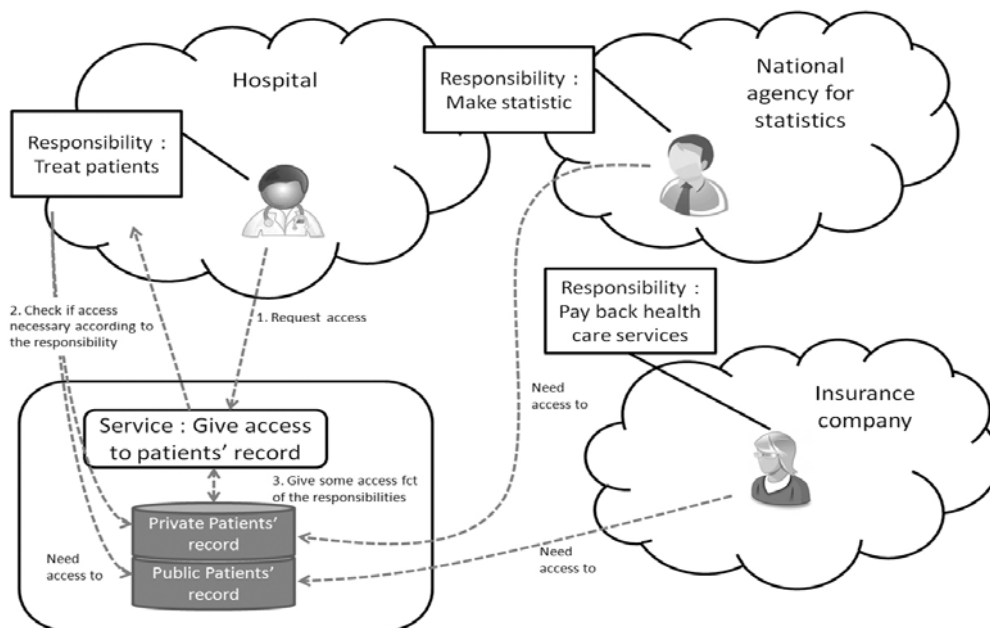 Hospital
Responsibility :
Treat patients
Responsibility :
Make statistic
National
agency for
statistics
2. Check if access
necessary according to
the responsibility
1. Request access
Responsibility :
Pay back health
care services
Need
access to
Insurance
company
Service : Give access
to patients' record
3. Give some access fct
of the responsibilities
Private Patients'
record
Public Patients'
record
Need
access to
Need
access to